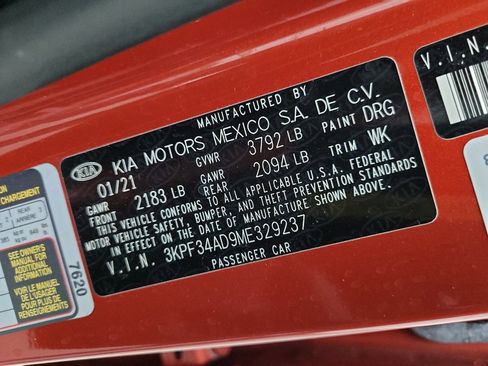 MANUFACTURED BY
KIA KIA MOTORS MEXICO S.A. DE C.V.
01/21 GVWR 3792 LB PAINT DRG
GAWR FRONT 2183 LB GAWR REAR 2094 LB TRIM WK
THIS VEHICLE CONFORMS TO ALL APPLICABLE U.S.A. FEDERAL
MOTOR VEHICLE SAFETY, BUMPER, AND THEFT PREVENTION STANDARDS
IN EFFECT ON THE DATE OF MANUFACTURE SHOWN ABOVE.
V.I.N. 3KPF34AD9ME329237
PASSENGER CAR
V.I.N.
REAR
ARRIÈRE
SEE OWNER'S
MANUAL FOR
ADDITIONAL
INFORMATION
VOIR LE MANUEL
DE L'USAGER
POUR PLUS DE
7620